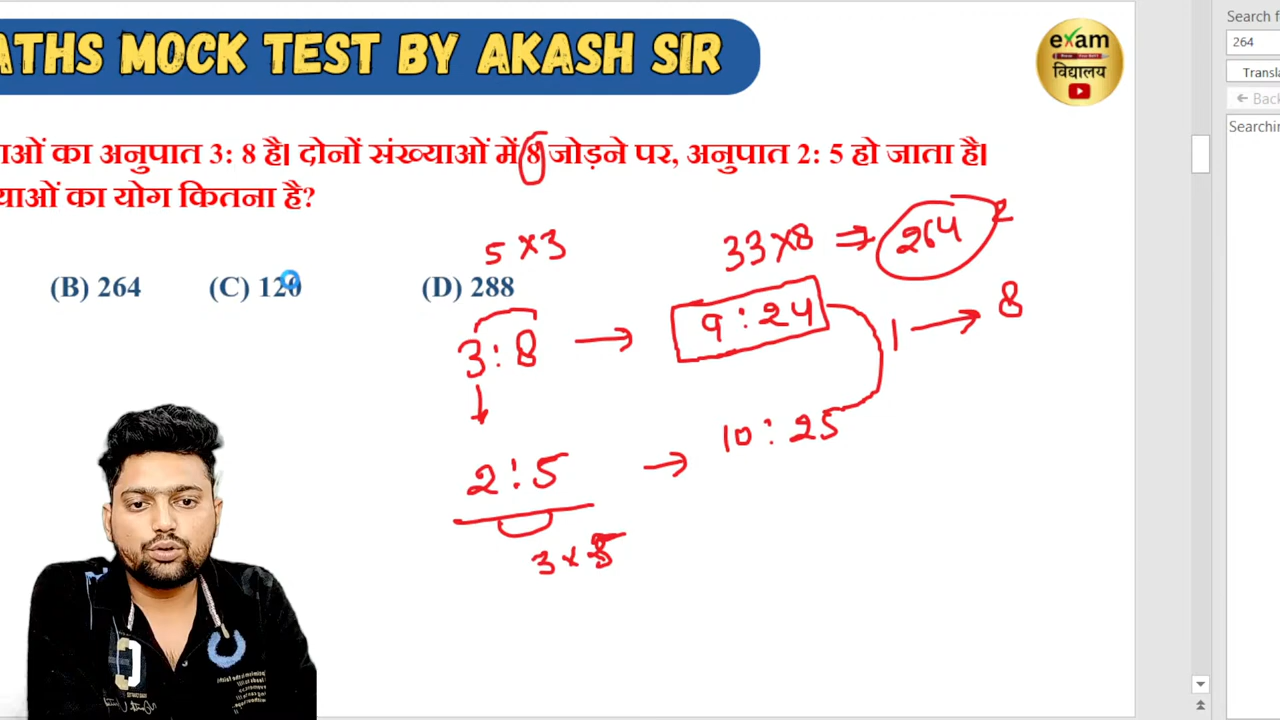 ATHS MOCK TEST BY AKASH SIR
exam
विद्यालय
Search f
264
Transla
Back
Searchin
ाओं का अनुपात 3: 8 है। दोनों संख्याओं में 8 जोड़ने पर, अनुपात 2: 5 हो जाता है।
याओं का योग कितना है?
5 × 3
33 × 8 ⇒ 264
(B) 264 (C) 120 (D) 288
3 : 8 → 9 : 24
1 → 8
2 : 5 → 10 : 25
3 × 5